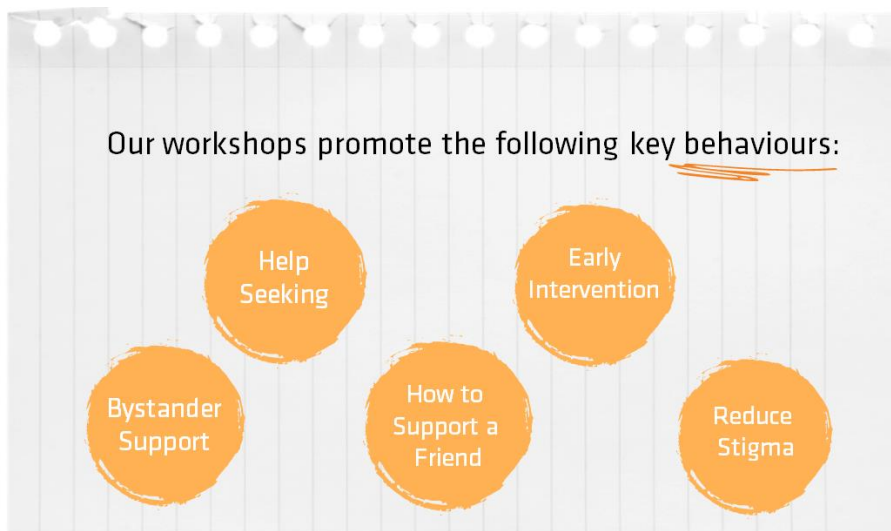 Our workshops promote the following key behaviours:
Help
Seeking
Early
Intervention
Bystander
Support
How to
Support a
Friend
Reduce
Stigma